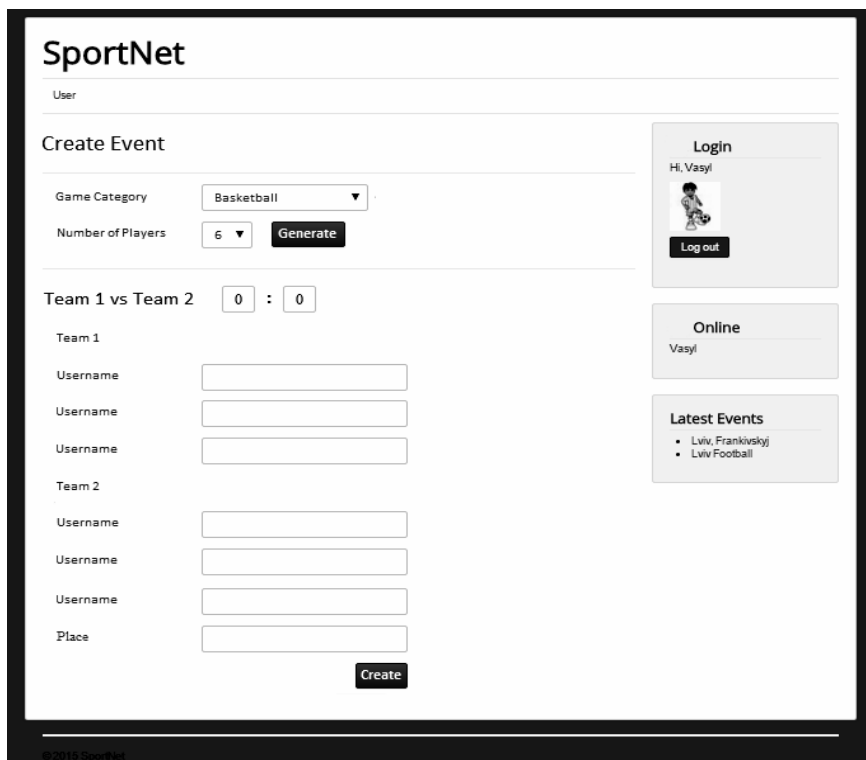 SportNet
User
Create Event
Game Category Basketball ▼
Number of Players 6 ▼ Generate
Team 1 vs Team 2 0 : 0
Team 1
Username
Username
Username
Team 2
Username
Username
Username
Place
Create
Login
Hi, Vasyl
Log out
Online
Vasyl
Latest Events
• Lviv, Frankivskyj
• Lviv Football
© 2015 SportNet